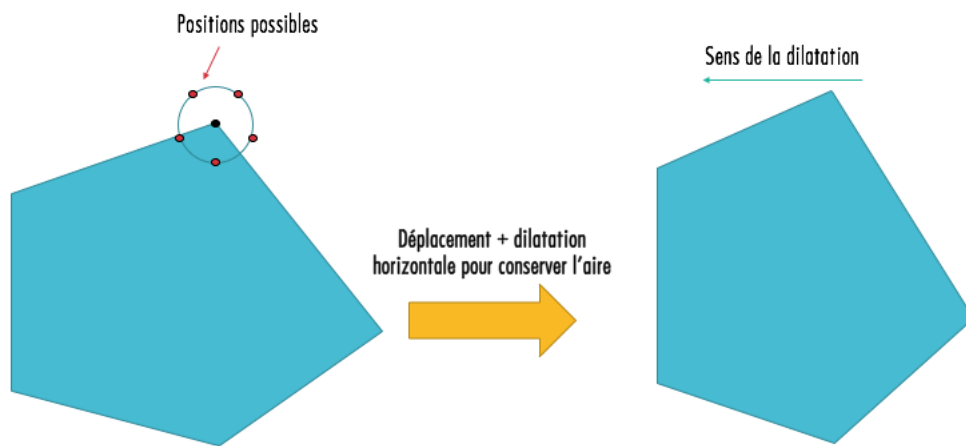 Positions possibles
Sens de la dilatation
Déplacement + dilatation
horizontale pour conserver l'aire